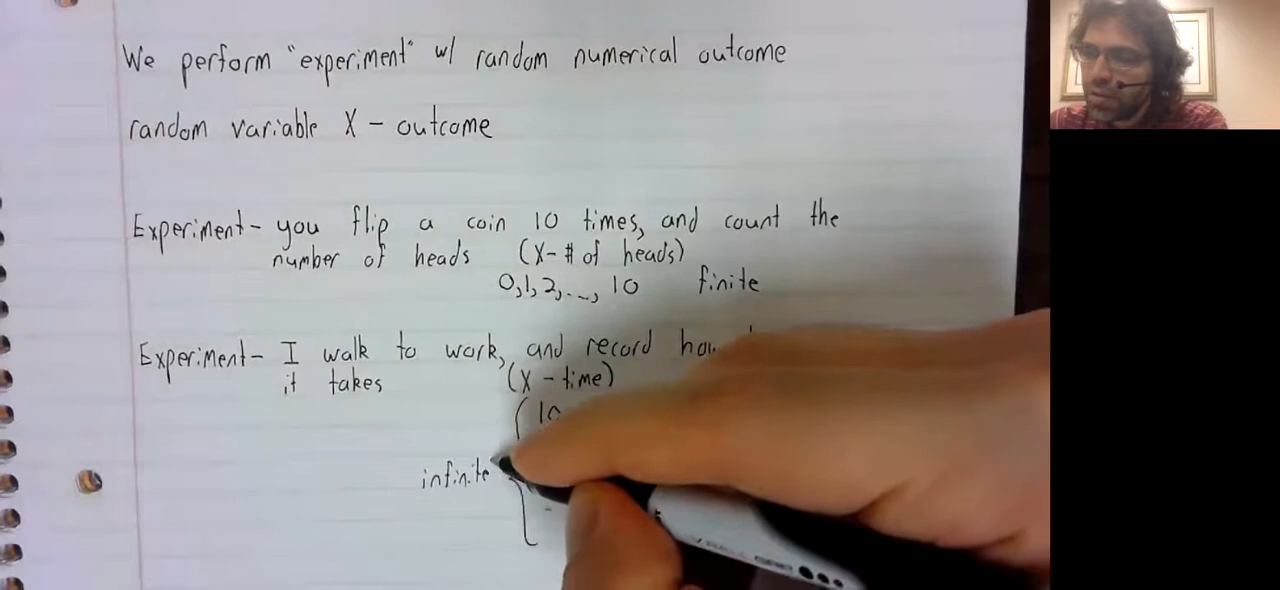 We perform "experiment" w/ random numerical outcome
random variable X - outcome
Experiment - you flip a coin 10 times, and count the
number of heads (X - # of heads)
0, 1, 2, ..., 10 finite
Experiment - I walk to work, and record
it takes (X - time)
10
infinite